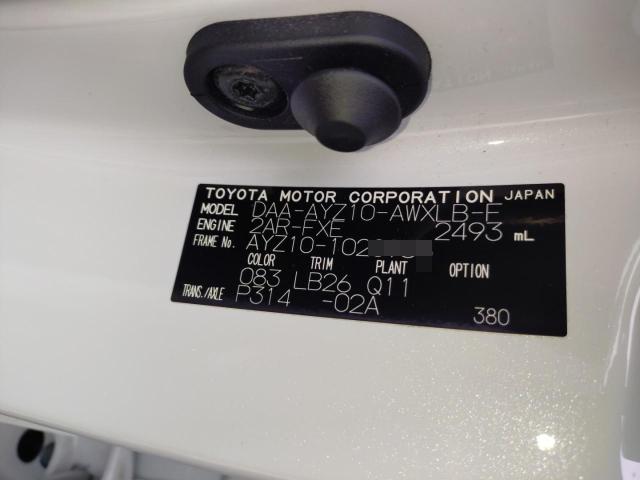 TOYOTA MOTOR CORPORATION JAPAN
MODEL DAA-AYZ10-AWXLB-E
ENGINE 2AR-FXE 2493 mL
FRAME No. AYZ10-102
COLOR TRIM PLANT OPTION
083 LB26 Q11
TRANS./AXLE P314 -02A
380